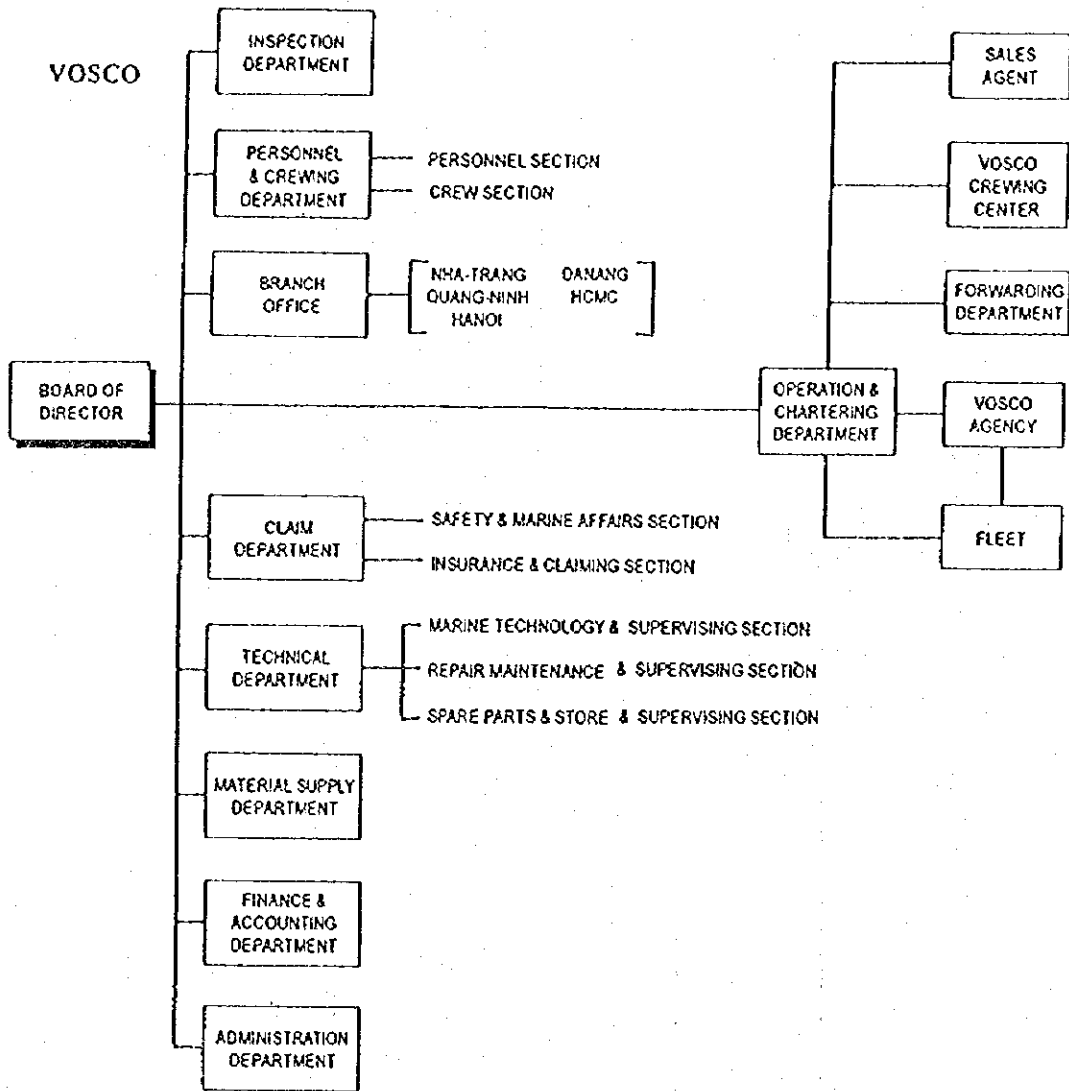 VOSCO
INSPECTION
DEPARTMENT
PERSONNEL
& CREWING
DEPARTMENT
PERSONNEL SECTION
CREW SECTION
BRANCH
OFFICE
NHA-TRANG DANANG
QUANG-NINH HCMC
HANOI
BOARD OF
DIRECTOR
CLAIM
DEPARTMENT
SAFETY & MARINE AFFAIRS SECTION
INSURANCE & CLAIMING SECTION
TECHNICAL
DEPARTMENT
MARINE TECHNOLOGY & SUPERVISING SECTION
REPAIR MAINTENANCE & SUPERVISING SECTION
SPARE PARTS & STORE & SUPERVISING SECTION
MATERIAL SUPPLY
DEPARTMENT
FINANCE &
ACCOUNTING
DEPARTMENT
ADMINISTRATION
DEPARTMENT
OPERATION &
CHARTERING
DEPARTMENT
SALES
AGENT
VOSCO
CREWING
CENTER
FORWARDING
DEPARTMENT
VOSCO
AGENCY
FLEET